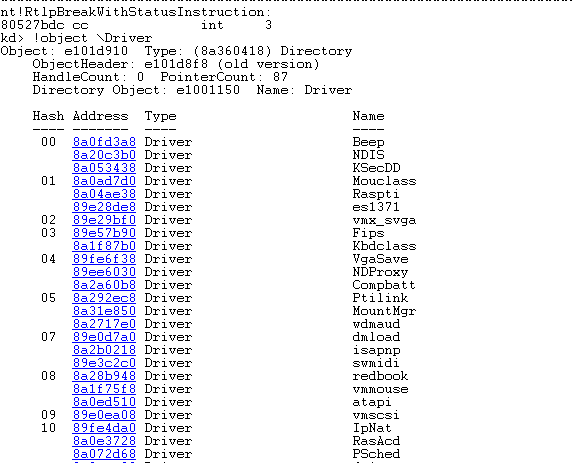 nt!RtlpBreakWithStatusInstruction:
80527bdc cc int 3
kd> !object \Driver
Object: e101d910 Type: (8a360418) Directory
ObjectHeader: e101d8f8 (old version)
HandleCount: 0 PointerCount: 87
Directory Object: e1001150 Name: Driver
Hash Address Type Name
---- ------- ---- ----
00 8a0fd3a8 Driver Beep
8a20c3b0 Driver NDIS
8a053438 Driver KSecDD
01 8a0ad7d0 Driver Mouclass
8a04ae38 Driver Raspti
89e28de8 Driver es1371
02 89e29bf0 Driver vmx_svga
03 89e57b90 Driver Fips
8a1f87b0 Driver Kbdclass
04 89fe6f38 Driver VgaSave
89ee6030 Driver NDProxy
8a2a60b8 Driver Compbatt
05 8a292ec8 Driver Ptilink
8a31e850 Driver MountMgr
8a2717e0 Driver wdmaud
07 89e0d7a0 Driver dmload
8a2b0218 Driver isapnp
89e3c2c0 Driver swmidi
08 8a28b948 Driver redbook
8a1f75f8 Driver vmmouse
8a0ed510 Driver atapi
09 89e0ea08 Driver vmscsi
10 89fe4da0 Driver IpNat
8a0e3728 Driver RasAcd
8a072d68 Driver PSched